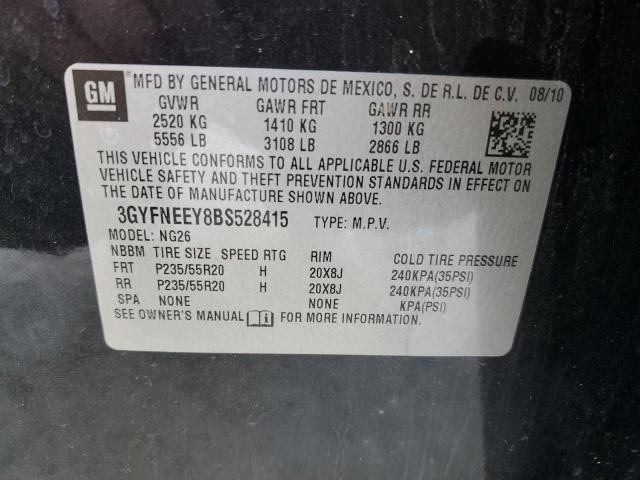 GM MFD BY GENERAL MOTORS DE MEXICO, S. DE R.L. DE C.V. 08/10
GVWR GAWR FRT GAWR RR
2520 KG 1410 KG 1300 KG
5556 LB 3108 LB 2866 LB
THIS VEHICLE CONFORMS TO ALL APPLICABLE U.S. FEDERAL MOTOR
VEHICLE SAFETY AND THEFT PREVENTION STANDARDS IN EFFECT ON
THE DATE OF MANUFACTURE SHOWN ABOVE.
3GYFNEEY8BS528415 TYPE: M.P.V.
MODEL: NG26
NBBM TIRE SIZE SPEED RTG RIM COLD TIRE PRESSURE
FRT P235/55R20 H 20X8J 240KPA(35PSI)
RR P235/55R20 H 20X8J 240KPA(35PSI)
SPA NONE NONE KPA(PSI)
SEE OWNER'S MANUAL FOR MORE INFORMATION.